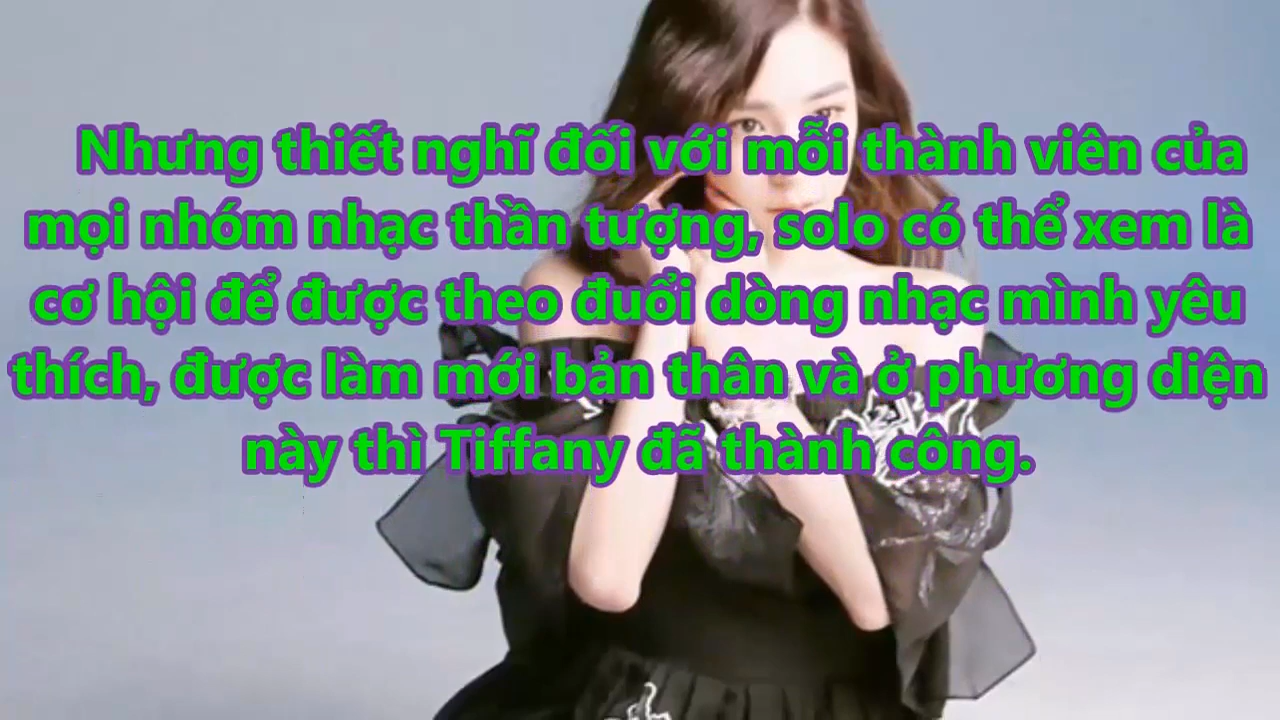 Nhưng thiết nghĩ đối với mỗi thành viên của
mọi nhóm nhạc thần tượng, solo có thể xem là
cơ hội để được theo đuổi dòng nhạc mình yêu
thích, được làm mới bản thân và ở phương diện
này thì Tiffany đã thành công.